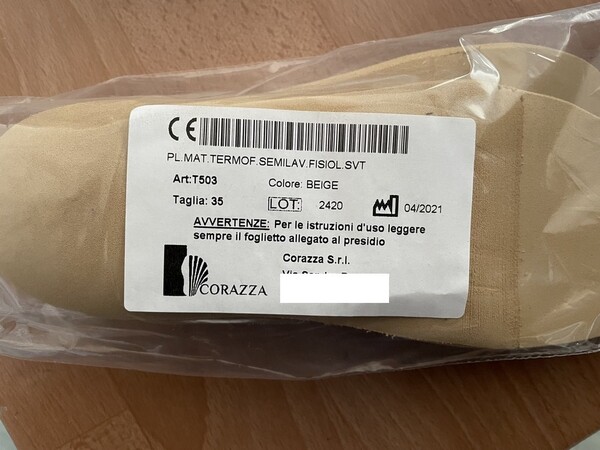 CE
PL.MAT.TERMOF.SEMILAV.FISIOL.SVT
Art:T503 Colore: BEIGE
Taglia: 35 LOT: 2420 04/2021
AVVERTENZE: Per le istruzioni d'uso leggere
sempre il foglietto allegato al presidio
Corazza S.r.l.
CORAZZA